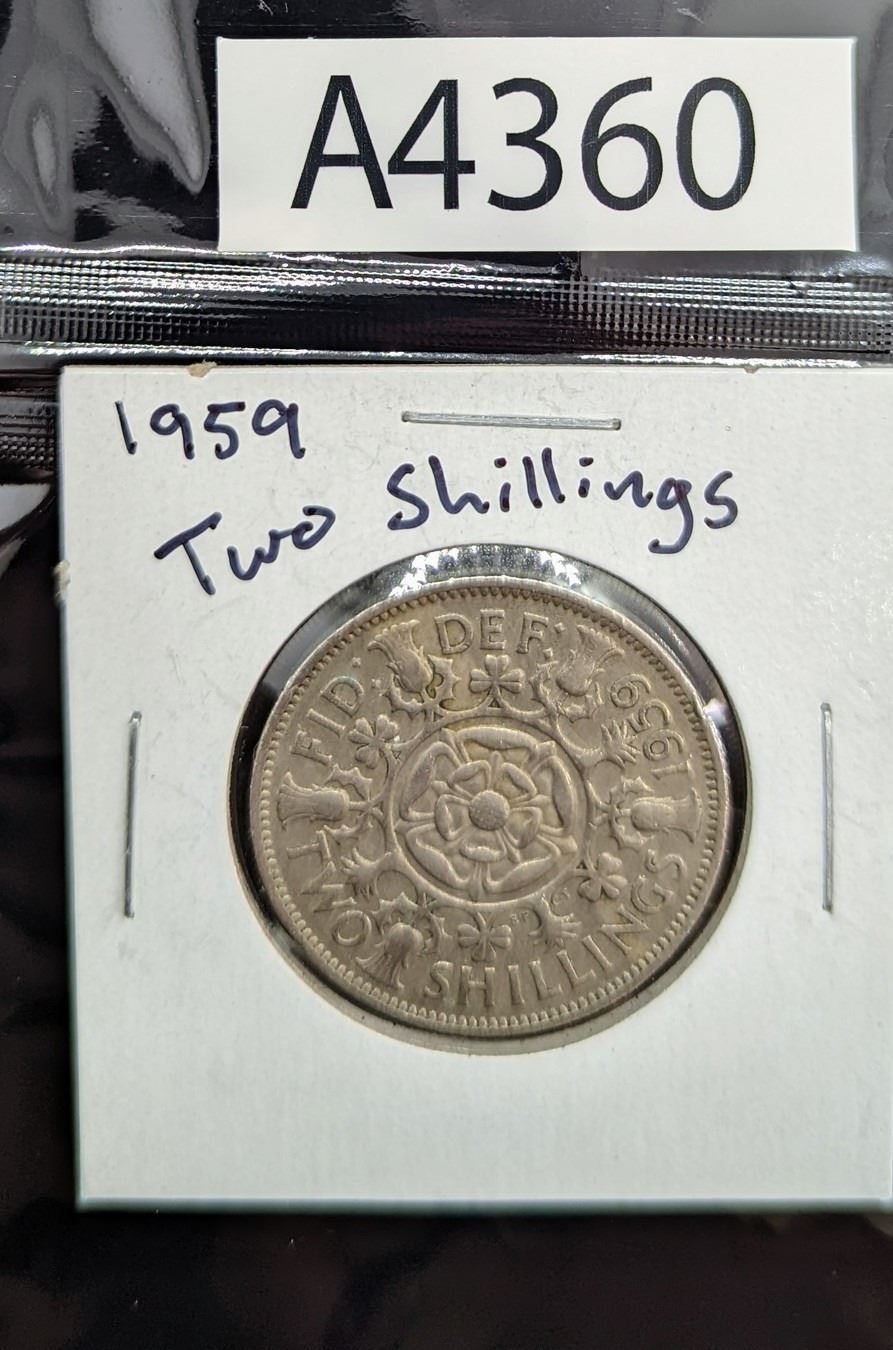 A4360
1959
Two Shillings
FID· DEF· 1959
TWO SHILLINGS